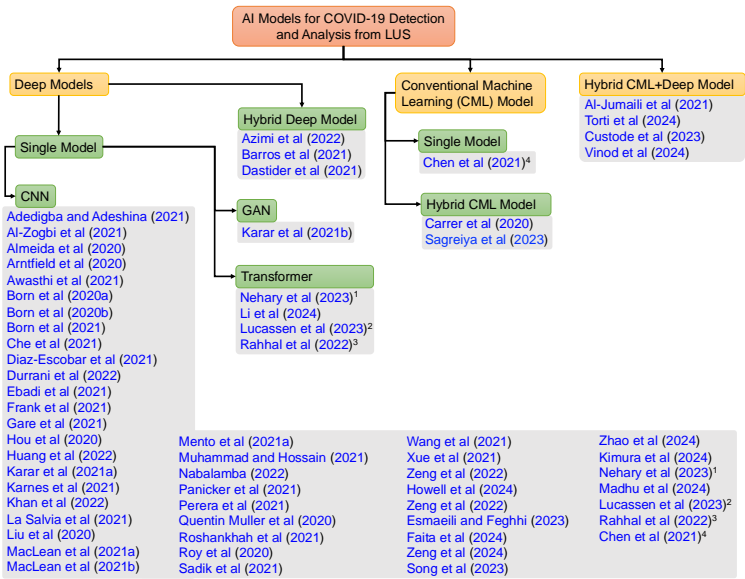 AI Models for COVID-19 Detection
and Analysis from LUS
Deep Models
Conventional Machine
Learning (CML) Model
Hybrid CML+Deep Model
Al-Jumaili et al (2021)
Torti et al (2024)
Custode et al (2023)
Vinod et al (2024)
Hybrid Deep Model
Azimi et al (2022)
Barros et al (2021)
Dastider et al (2021)
Single Model
Chen et al (2021)⁴
Hybrid CML Model
Carrer et al (2020)
Sagreiya et al (2023)
Single Model
GAN
Karar et al (2021b)
Transformer
Nehary et al (2023)¹
Li et al (2024)
Lucassen et al (2023)²
Rahhal et al (2022)³
CNN
Adedigba and Adeshina (2021)
Al-Zogbi et al (2021)
Almeida et al (2020)
Arntfield et al (2020)
Awasthi et al (2021)
Born et al (2020a)
Born et al (2020b)
Born et al (2021)
Che et al (2021)
Diaz-Escobar et al (2021)
Durrani et al (2022)
Ebadi et al (2021)
Frank et al (2021)
Gare et al (2021)
Hou et al (2020)
Huang et al (2022)
Karar et al (2021a)
Karnes et al (2021)
Khan et al (2022)
La Salvia et al (2021)
Liu et al (2020)
MacLean et al (2021a)
MacLean et al (2021b)
Mento et al (2021a)
Muhammad and Hossain (2021)
Nabalamba (2022)
Panicker et al (2021)
Perera et al (2021)
Quentin Muller et al (2020)
Roshankhah et al (2021)
Roy et al (2020)
Sadik et al (2021)
Wang et al (2021)
Xue et al (2021)
Zeng et al (2022)
Howell et al (2024)
Zeng et al (2022)
Esmaeili and Feghhi (2023)
Faita et al (2024)
Zeng et al (2024)
Song et al (2023)
Zhao et al (2024)
Kimura et al (2024)
Nehary et al (2023)¹
Madhu et al (2024)
Lucassen et al (2023)²
Rahhal et al (2022)³
Chen et al (2021)⁴